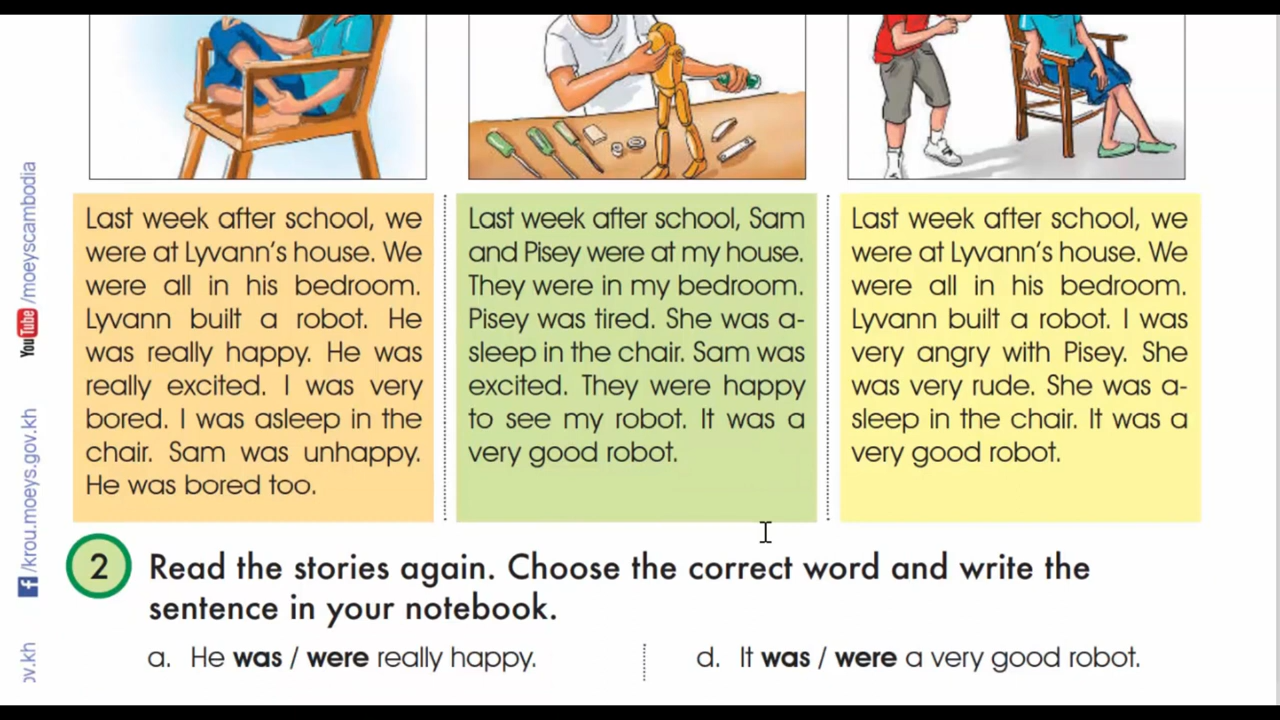 Last week after school, we
were at Lyvann's house. We
were all in his bedroom.
Lyvann built a robot. He
was really happy. He was
really excited. I was very
bored. I was asleep in the
chair. Sam was unhappy.
He was bored too.
Last week after school, Sam
and Pisey were at my house.
They were in my bedroom.
Pisey was tired. She was a-
sleep in the chair. Sam was
excited. They were happy
to see my robot. It was a
very good robot.
Last week after school, we
were at Lyvann's house. We
were all in his bedroom.
Lyvann built a robot. I was
very angry with Pisey. She
was very rude. She was a-
sleep in the chair. It was a
very good robot.
2 Read the stories again. Choose the correct word and write the
sentence in your notebook.
a. He was / were really happy.
d. It was / were a very good robot.
YouTube /moeyscambodia
f /krou.moeys.gov.kh
ov.kh